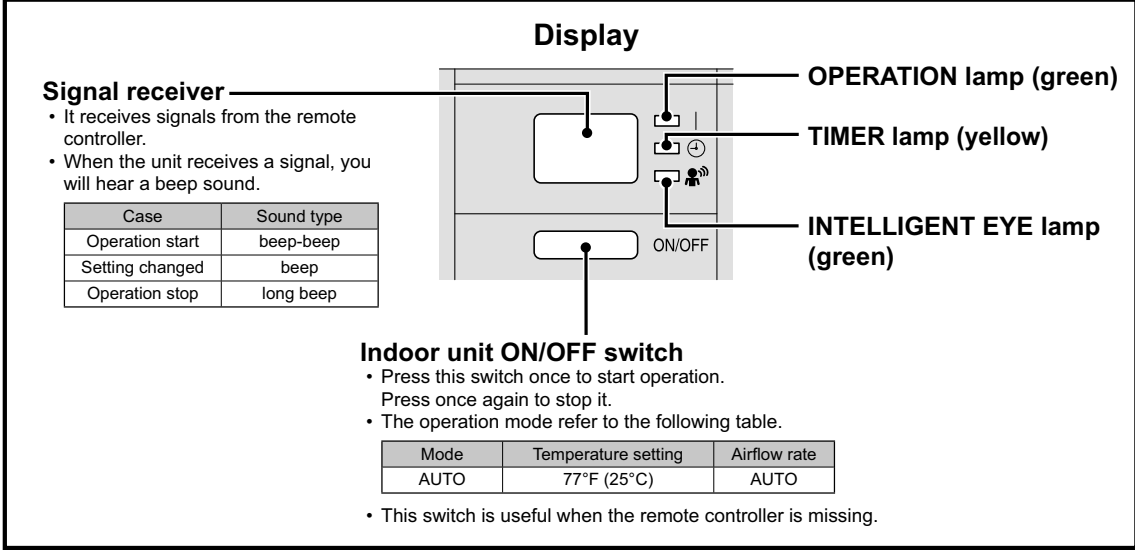 Display
Signal receiver
• It receives signals from the remote
controller.
• When the unit receives a signal, you
will hear a beep sound.
Case Sound type
Operation start beep-beep
Setting changed beep
Operation stop long beep
OPERATION lamp (green)
TIMER lamp (yellow)
INTELLIGENT EYE lamp
(green)
ON/OFF
Indoor unit ON/OFF switch
• Press this switch once to start operation.
Press once again to stop it.
• The operation mode refer to the following table.
Mode Temperature setting Airflow rate
AUTO 77°F (25°C) AUTO
• This switch is useful when the remote controller is missing.